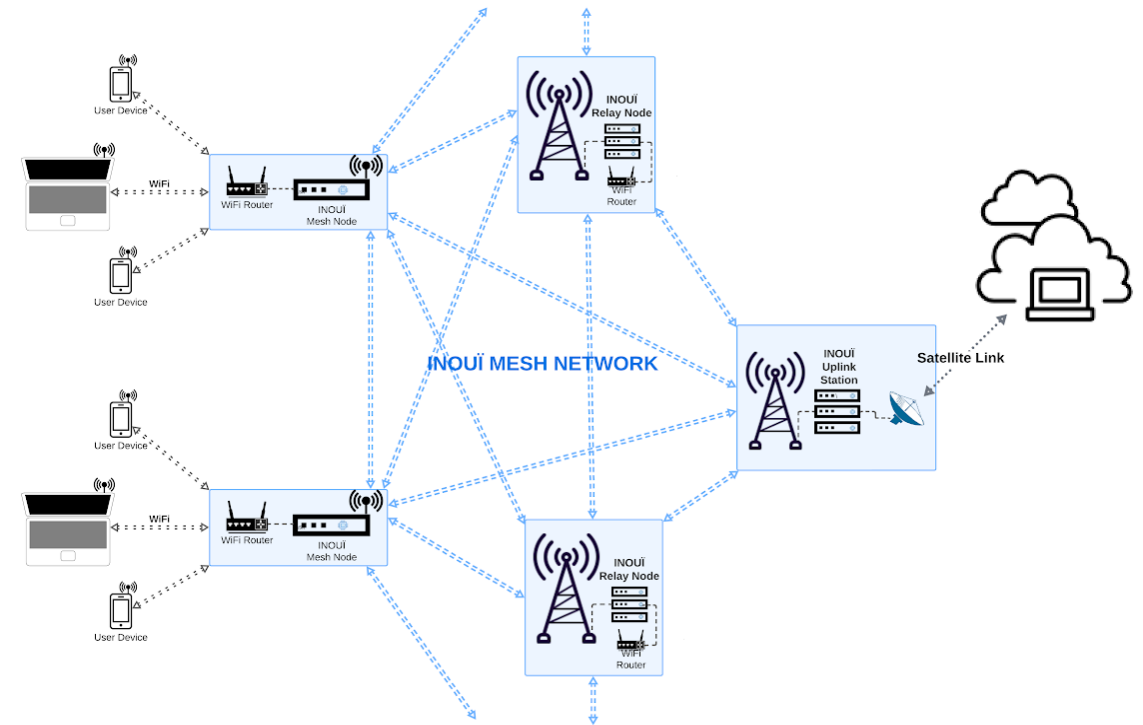 User Device
WiFi
WiFi Router
INOUÏ
Mesh Node
User Device
INOUÏ
Relay Node
WiFi
Router
INOUÏ MESH NETWORK
INOUÏ
Uplink
Station
Satellite Link
User Device
WiFi
WiFi Router
INOUÏ
Mesh Node
User Device
INOUÏ
Relay Node
WiFi
Router